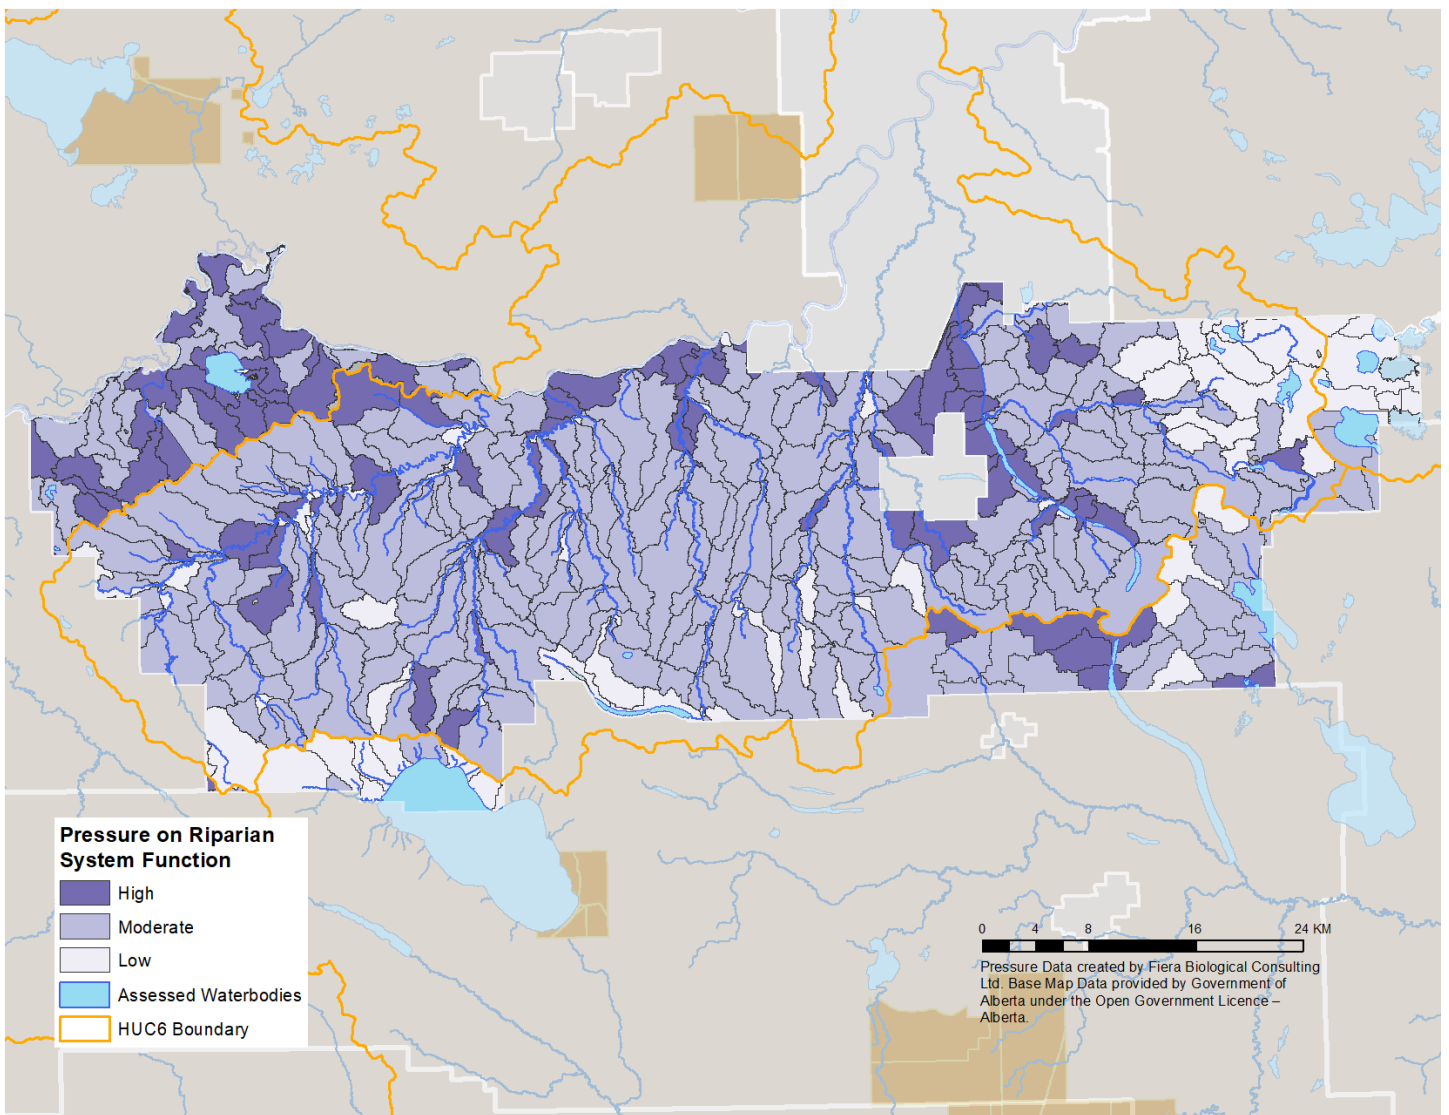 Pressure on Riparian
System Function
High
Moderate
Low
Assessed Waterbodies
HUC6 Boundary
0 4 8 16 24 KM
Pressure Data created by Fiera Biological Consulting
Ltd. Base Map Data provided by Government of
Alberta under the Open Government Licence –
Alberta.